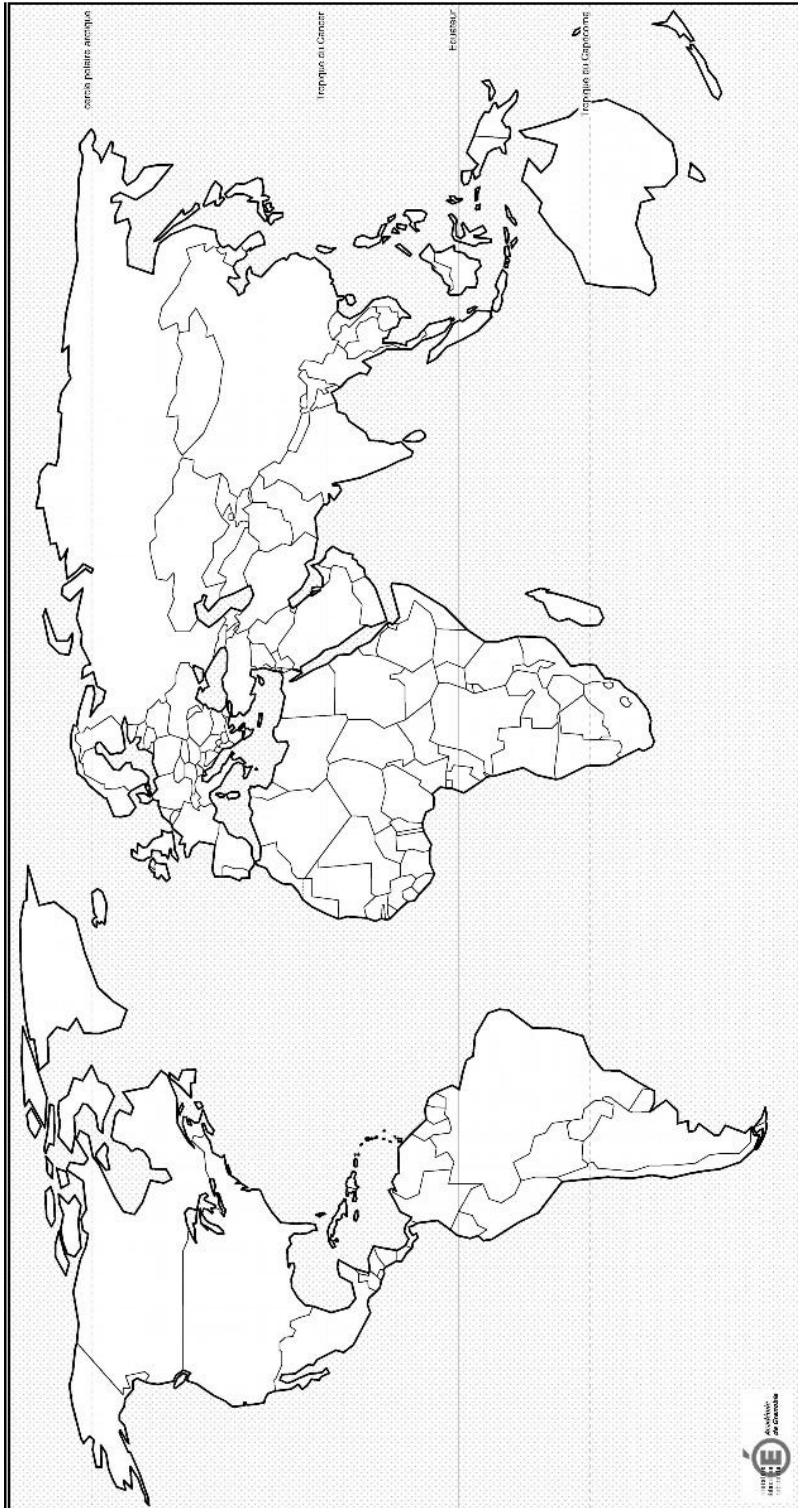 cercle polaire arctique
Tropique du Cancer
Equateur
Tropique du Capricorne
Académie
de Grenoble